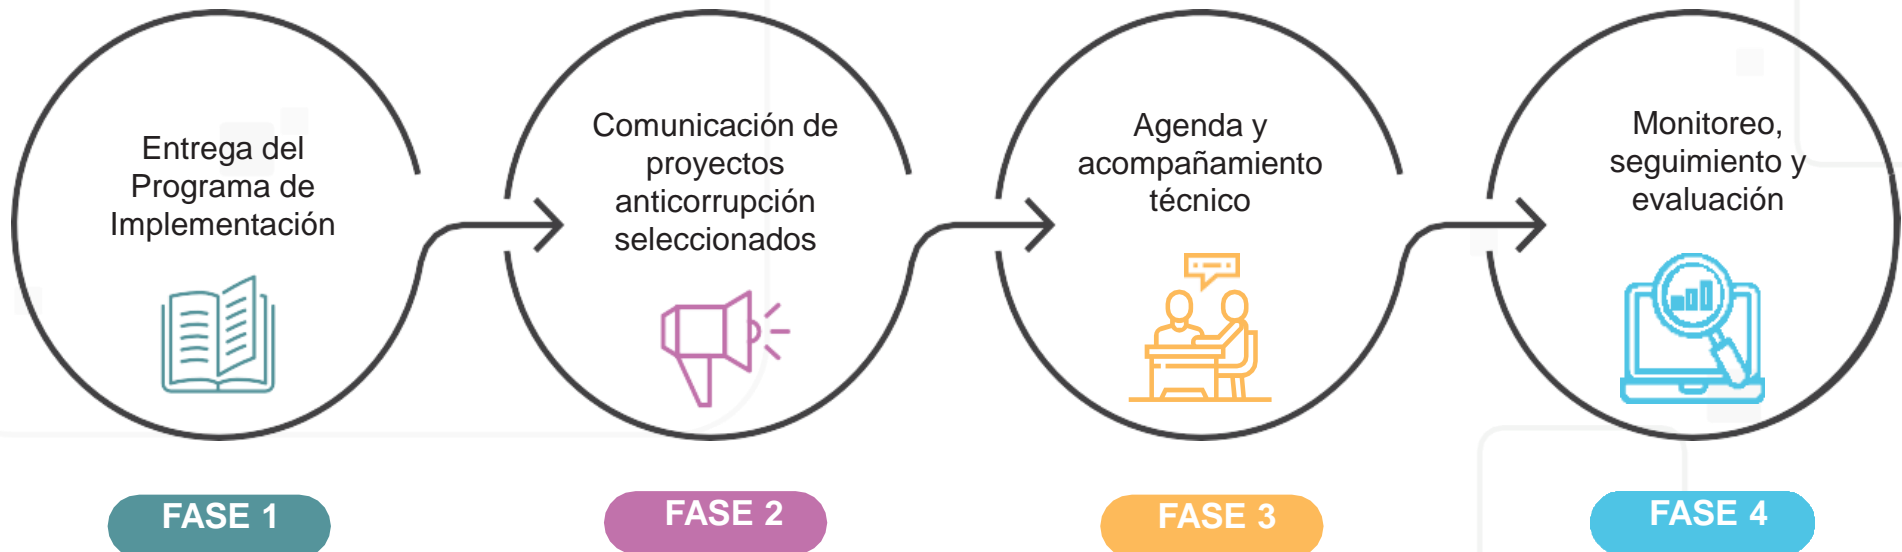 Entrega del
Programa de
Implementación
Comunicación de
proyectos
anticorrupción
seleccionados
Agenda y
acompañamiento
técnico
Monitoreo,
seguimiento y
evaluación
FASE 1
FASE 2
FASE 3
FASE 4